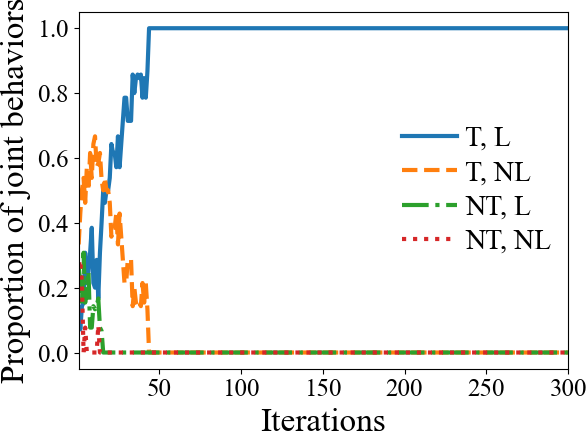 Proportion of joint behaviors
1.0
0.8
0.6
0.4
0.2
0.0
T, L
T, NL
NT, L
NT, NL
50 100 150 200 250 300
Iterations